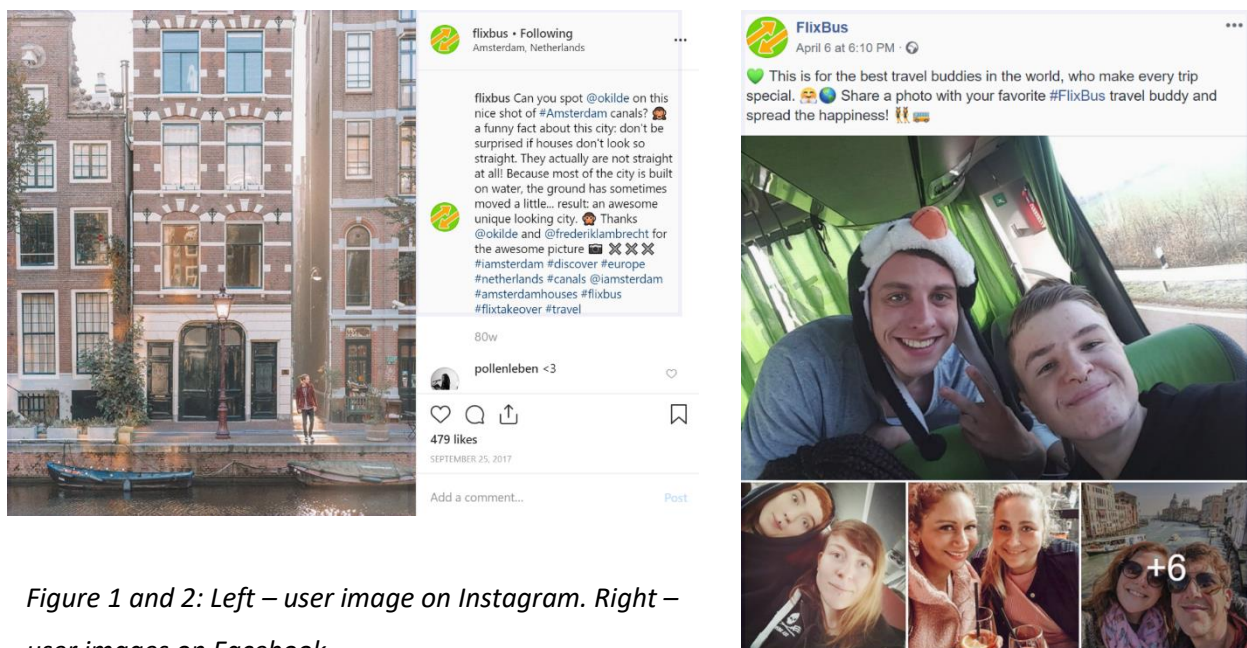 flixbus • Following
Amsterdam, Netherlands
flixbus Can you spot @okilde on this
nice shot of #Amsterdam canals? 🙊
a funny fact about this city: don't be
surprised if houses don't look so
straight. They actually are not straight
at all! Because most of the city is built
on water, the ground has sometimes
moved a little... result: an awesome
unique looking city. 🙊 Thanks
@okilde and @frederiklambrecht for
the awesome picture 📷 ❌ ❌ ❌
#iamsterdam #discover #europe
#netherlands #canals @iamsterdam
#amsterdamhouses #flixbus
#flixtakeover #travel
80w
pollenleben <3
479 likes
SEPTEMBER 25, 2017
Add a comment...
Post
FlixBus
April 6 at 6:10 PM ·
💚 This is for the best travel buddies in the world, who make every trip
special. 🤗🌎 Share a photo with your favorite #FlixBus travel buddy and
spread the happiness! 👯🚌
+6
Figure 1 and 2: Left – user image on Instagram. Right –
user images on Facebook